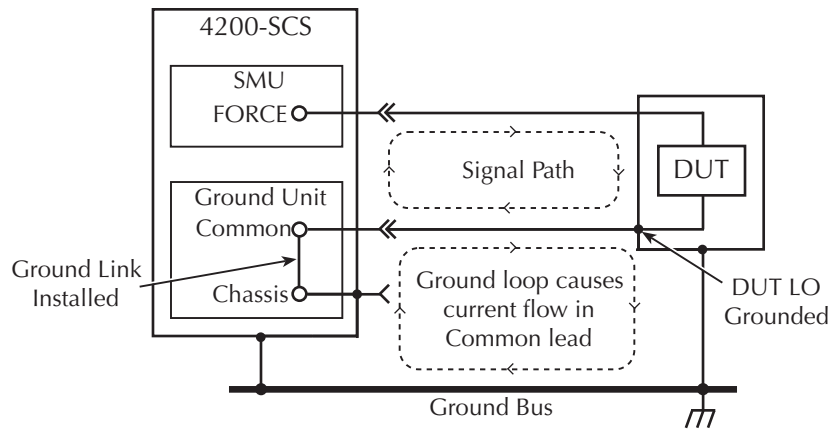 4200-SCS
SMU
FORCE
Signal Path
DUT
Ground Unit
Common
Ground Link
Installed
Chassis
Ground loop causes
current flow in
Common lead
DUT LO
Grounded
Ground Bus